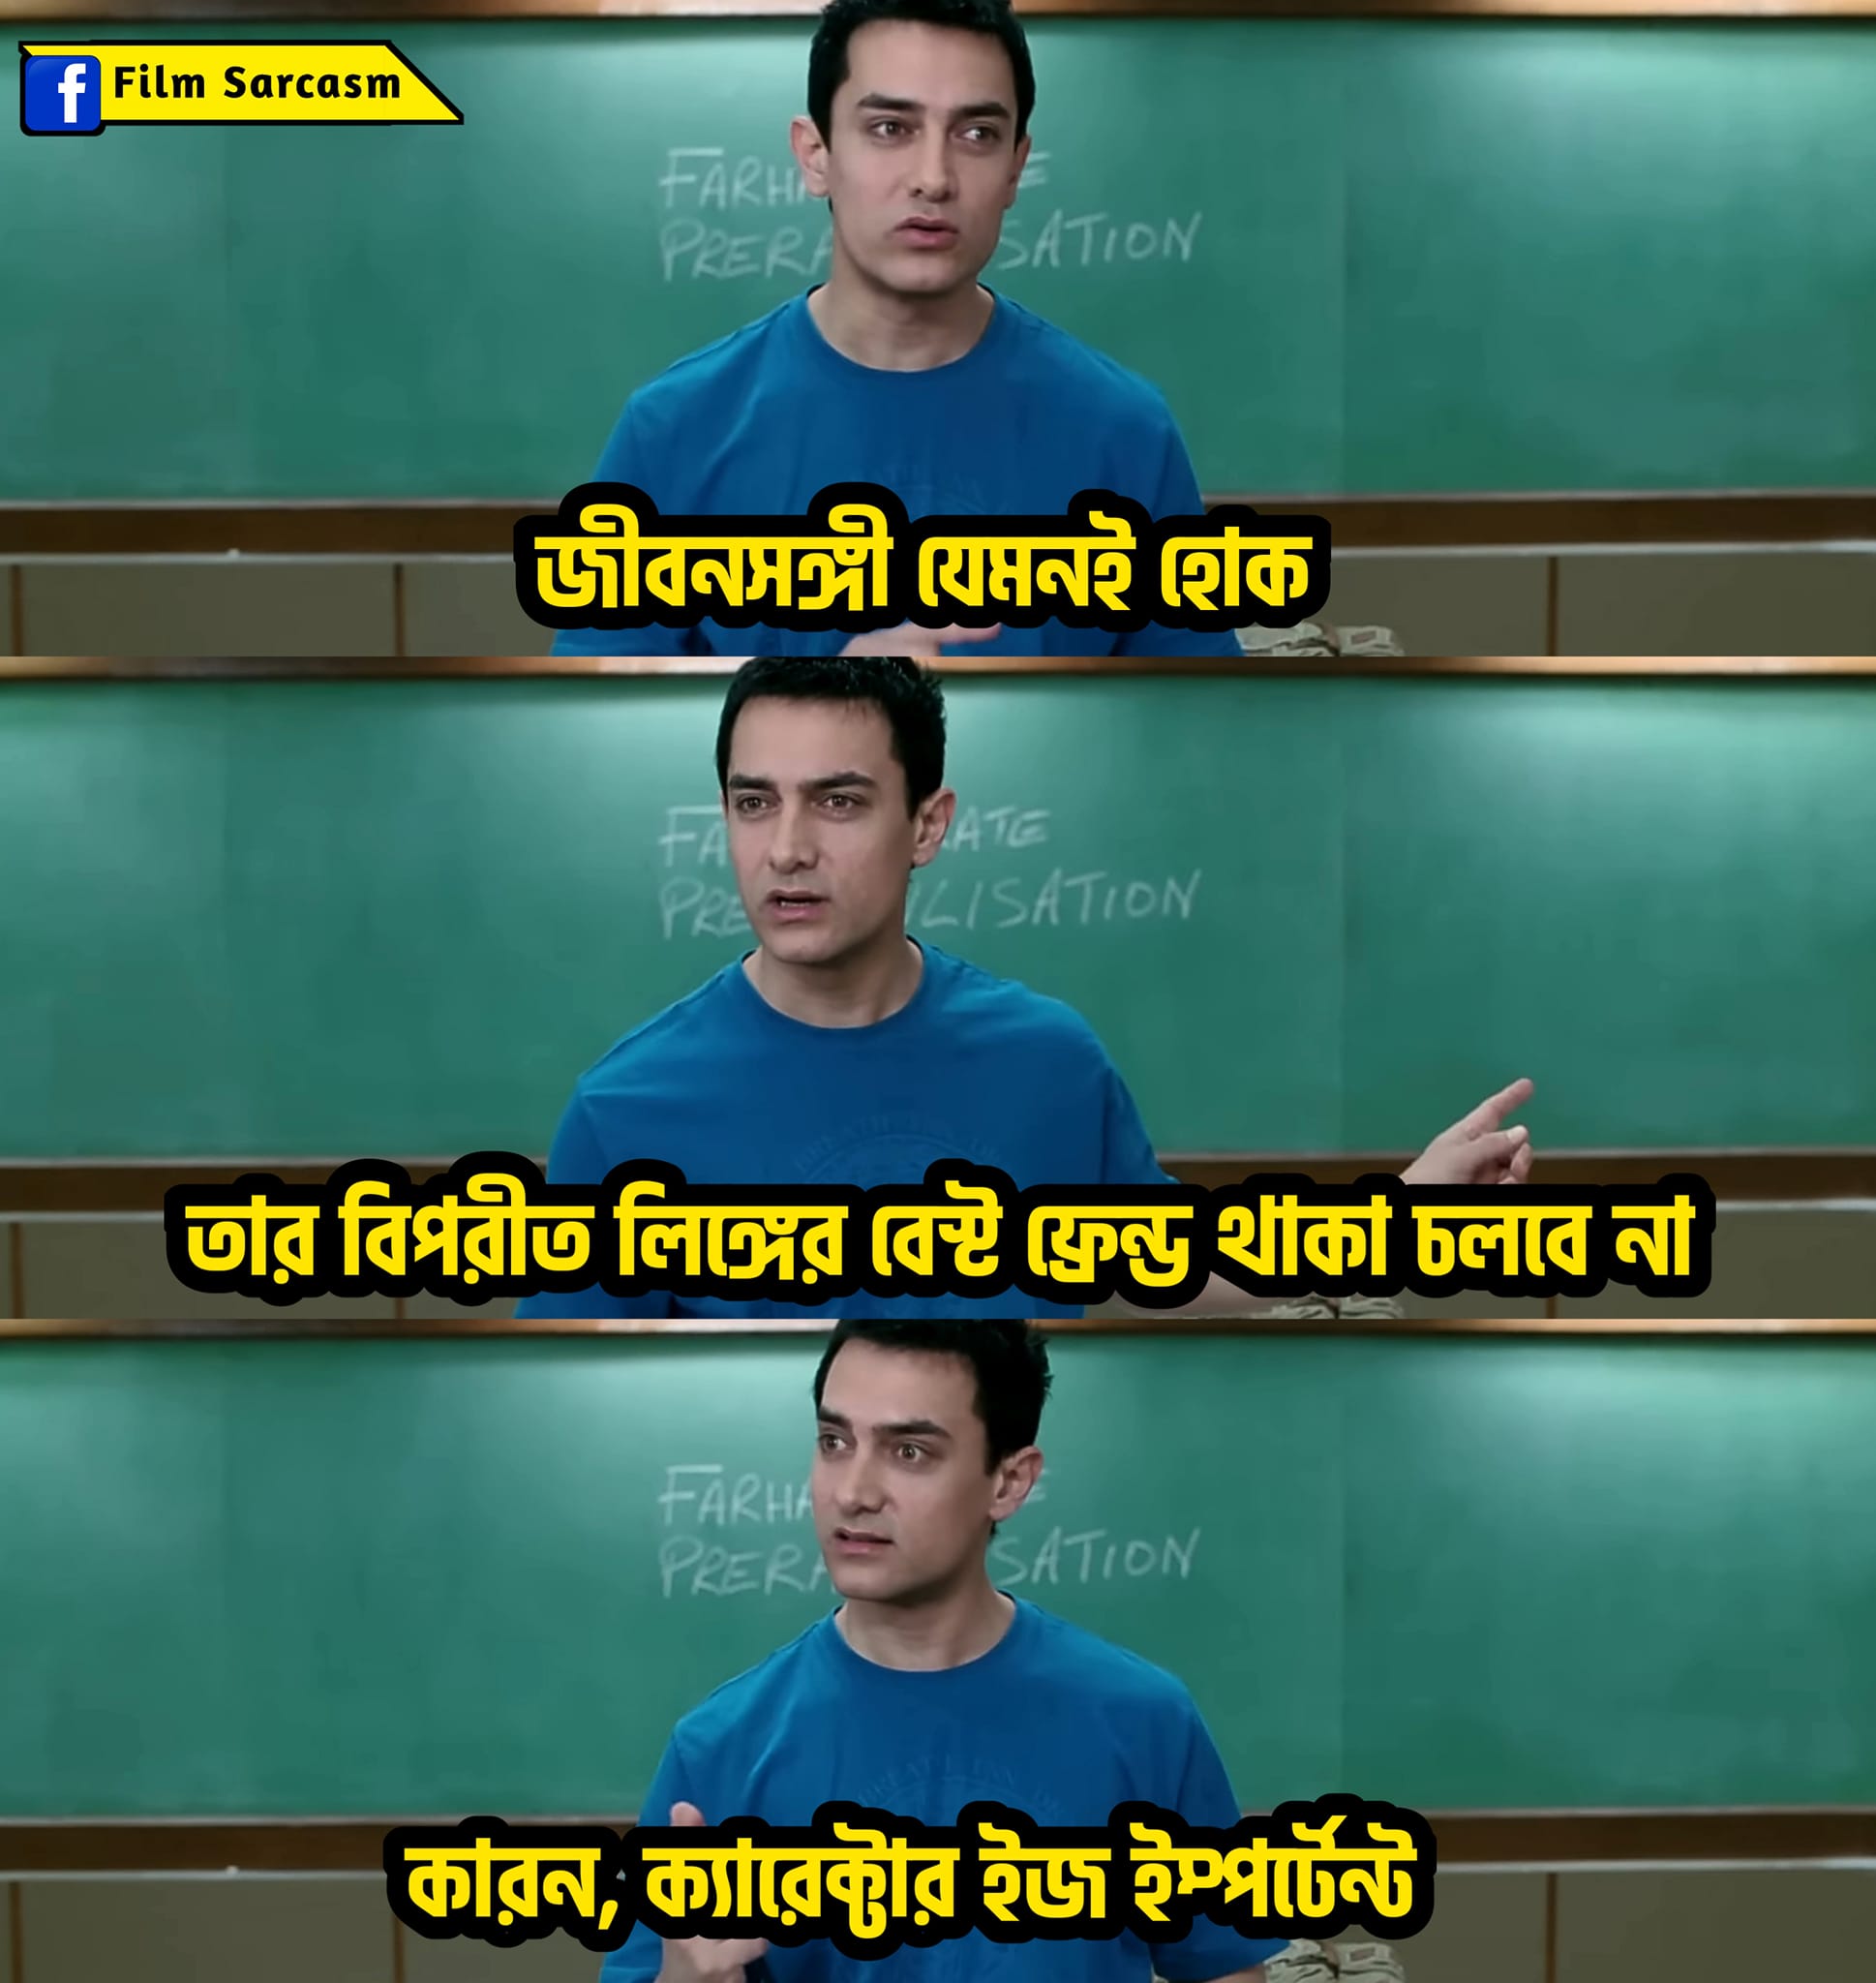 Film Sarcasm
FARH E
PRERA SATION
জীবনসঙ্গী যেমনই হোক
FA ATE
PRE ILISATION
তার বিপরীত লিঙ্গের বেস্ট ফ্রেন্ড থাকা চলবে না
FARHA E
PRERA SATION
কারন, ক্যারেক্টার ইজ ইম্পর্টেন্ট